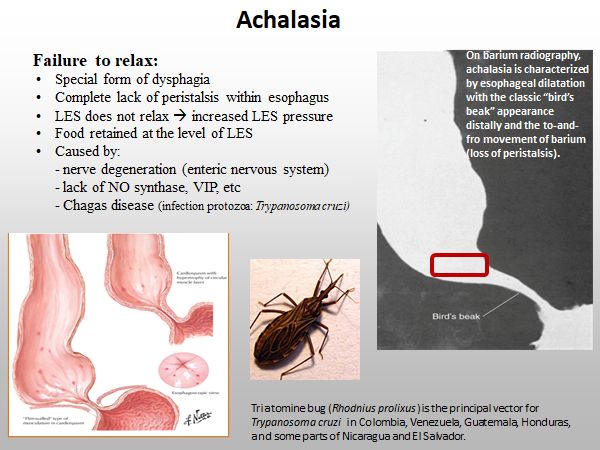 Achalasia
Failure to relax:
• Special form of dysphagia
• Complete lack of peristalsis within esophagus
• LES does not relax → increased LES pressure
• Food retained at the level of LES
• Caused by:
- nerve degeneration (enteric nervous system)
- lack of NO synthase, VIP, etc
- Chagas disease (infection protozoa: Trypanosoma cruzi)
On barium radiography,
achalasia is characterized
by esophageal dilatation
with the classic “bird’s
beak” appearance
distally and the to-and-
fro movement of barium
(loss of peristalsis).
Bird's beak
Cardiospasm with
hypertrophy of circular
muscle layer
Esophagoscopic view
"Thin-walled" type of
musculature in cardiospasm
Triatomine bug (Rhodnius prolixus) is the principal vector for
Trypanosoma cruzi in Colombia, Venezuela, Guatemala, Honduras,
and some parts of Nicaragua and El Salvador.